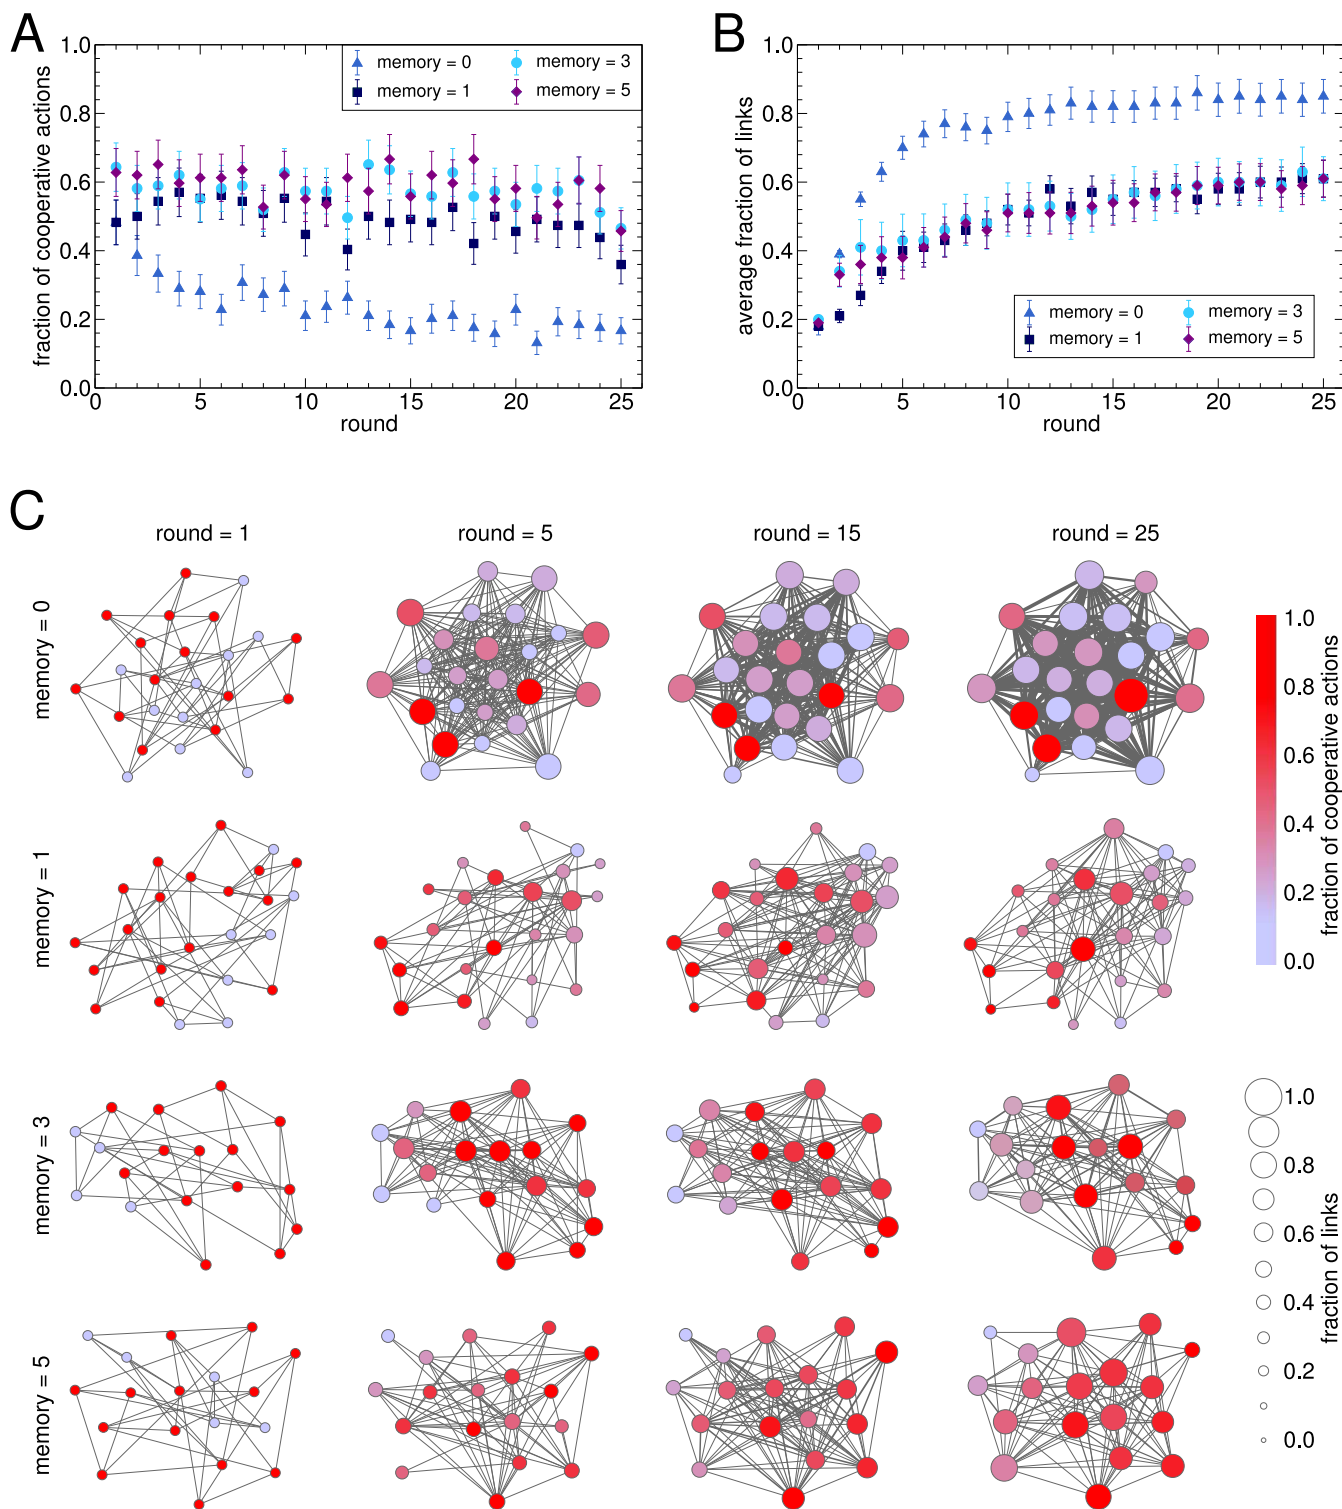 A
B
fraction of cooperative actions
1.0
0.8
0.6
0.4
0.2
0.0
0
5
10
15
20
25
round
memory = 0
memory = 3
memory = 1
memory = 5
average fraction of links
1.0
0.8
0.6
0.4
0.2
0.0
0
5
10
15
20
25
round
memory = 0
memory = 3
memory = 1
memory = 5
C
round = 1
round = 5
round = 15
round = 25
memory = 0
memory = 1
memory = 3
memory = 5
1.0
0.8
0.6
0.4
0.2
0.0
fraction of cooperative actions
1.0
0.8
0.6
0.4
0.2
0.0
fraction of links